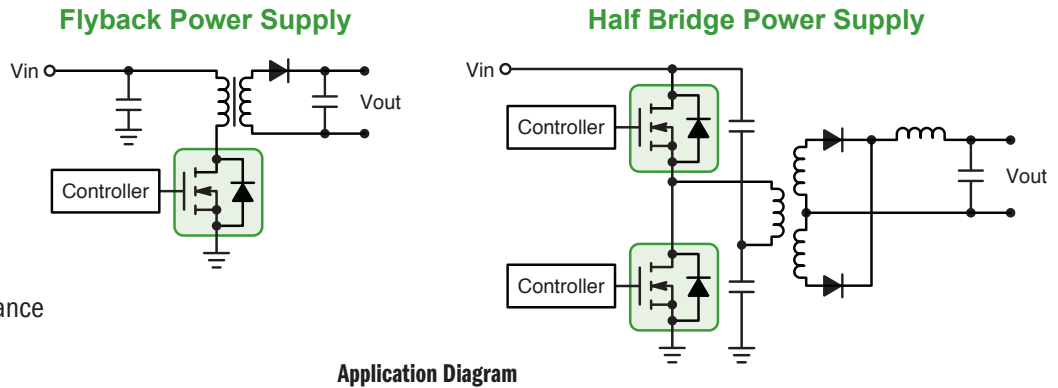 Flyback Power Supply
Vin
Vout
Controller
Half Bridge Power Supply
Vin
Controller
Vout
Controller
ance
Application Diagram